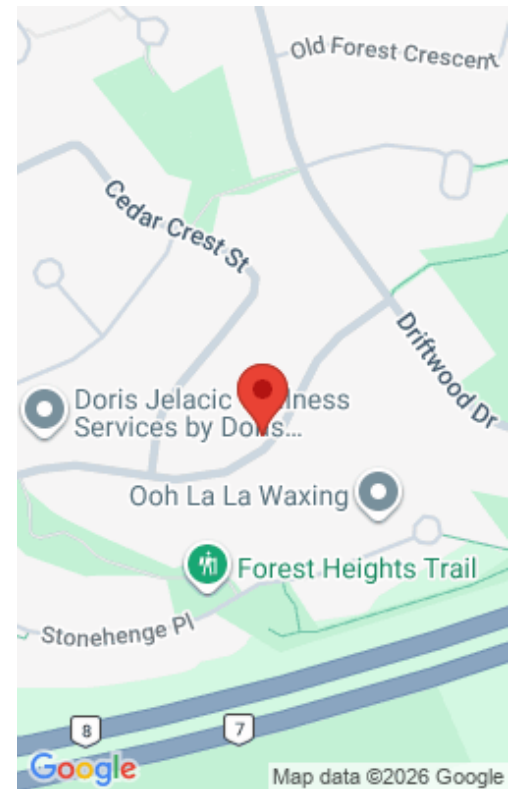 Old Forest Crescent
Cedar Crest St
Driftwood Dr
Doris Jelacic
Services by Doris...
Ooh La La Waxing
Forest Heights Trail
Stonehenge Pl
8
7
Google
Map data ©2026 Google